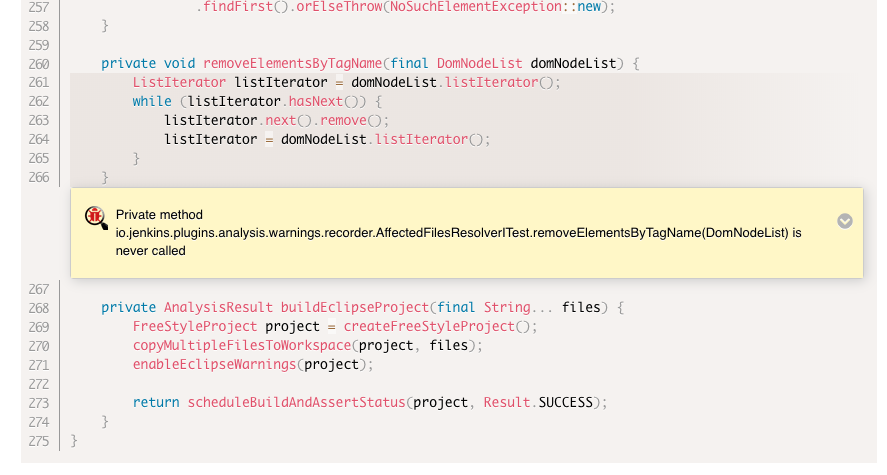 257                 .findFirst().orElseThrow(NoSuchElementException::new);
258     }
259
260     private void removeElementsByTagName(final DomNodeList domNodeList) {
261         ListIterator listIterator = domNodeList.listIterator();
262         while (listIterator.hasNext()) {
263             listIterator.next().remove();
264             listIterator = domNodeList.listIterator();
265         }
266     }
Private method
io.jenkins.plugins.analysis.warnings.recorder.AffectedFilesResolverITest.removeElementsByTagName(DomNodeList) is
never called
267
268     private AnalysisResult buildEclipseProject(final String... files) {
269         FreeStyleProject project = createFreeStyleProject();
270         copyMultipleFilesToWorkspace(project, files);
271         enableEclipseWarnings(project);
272
273         return scheduleBuildAndAssertStatus(project, Result.SUCCESS);
274     }
275 }